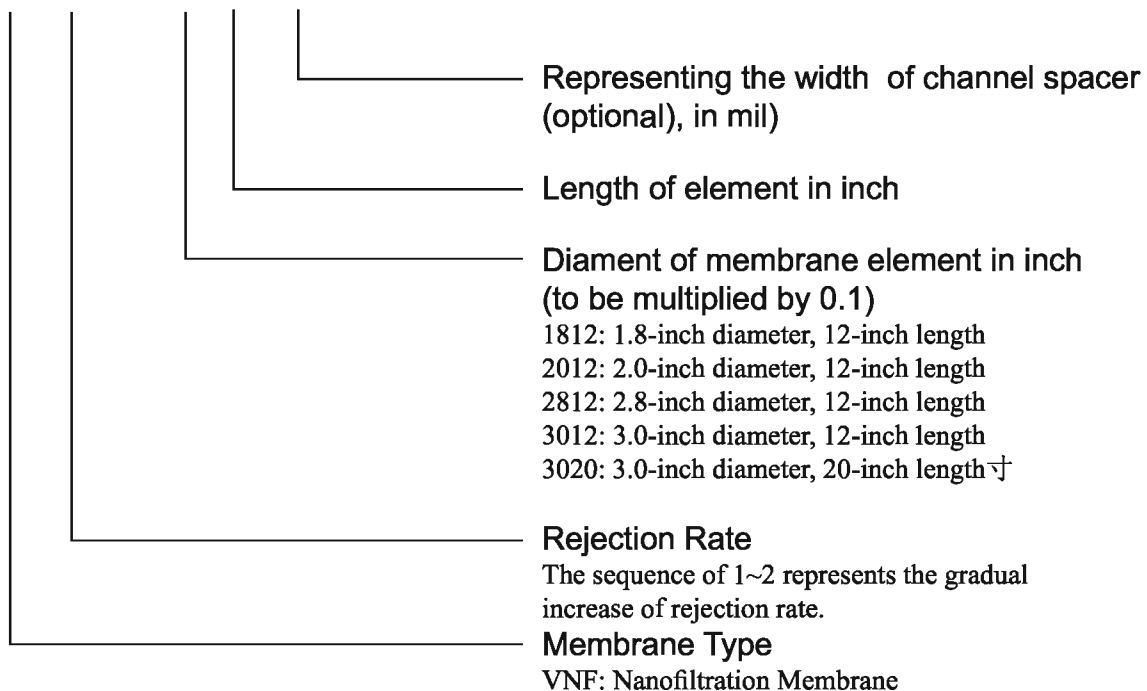 Representing the width of channel spacer
(optional), in mil)
Length of element in inch
Diament of membrane element in inch
(to be multiplied by 0.1)
1812: 1.8-inch diameter, 12-inch length
2012: 2.0-inch diameter, 12-inch length
2812: 2.8-inch diameter, 12-inch length
3012: 3.0-inch diameter, 12-inch length
3020: 3.0-inch diameter, 20-inch length寸
Rejection Rate
The sequence of 1~2 represents the gradual
increase of rejection rate.
Membrane Type
VNF: Nanofiltration Membrane